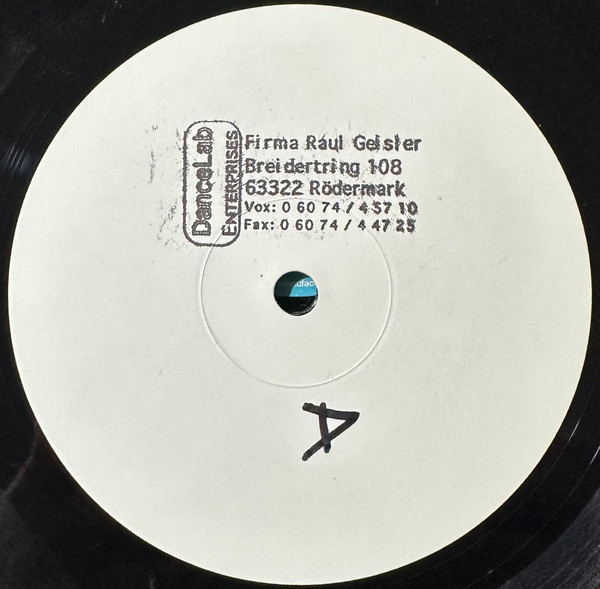 DanceLab
ENTERPRISES
Firma Raul Geisler
Breidertring 108
63322 Rödermark
Vox: 0 60 74 / 4 57 10
Fax: 0 60 74 / 4 47 25
A